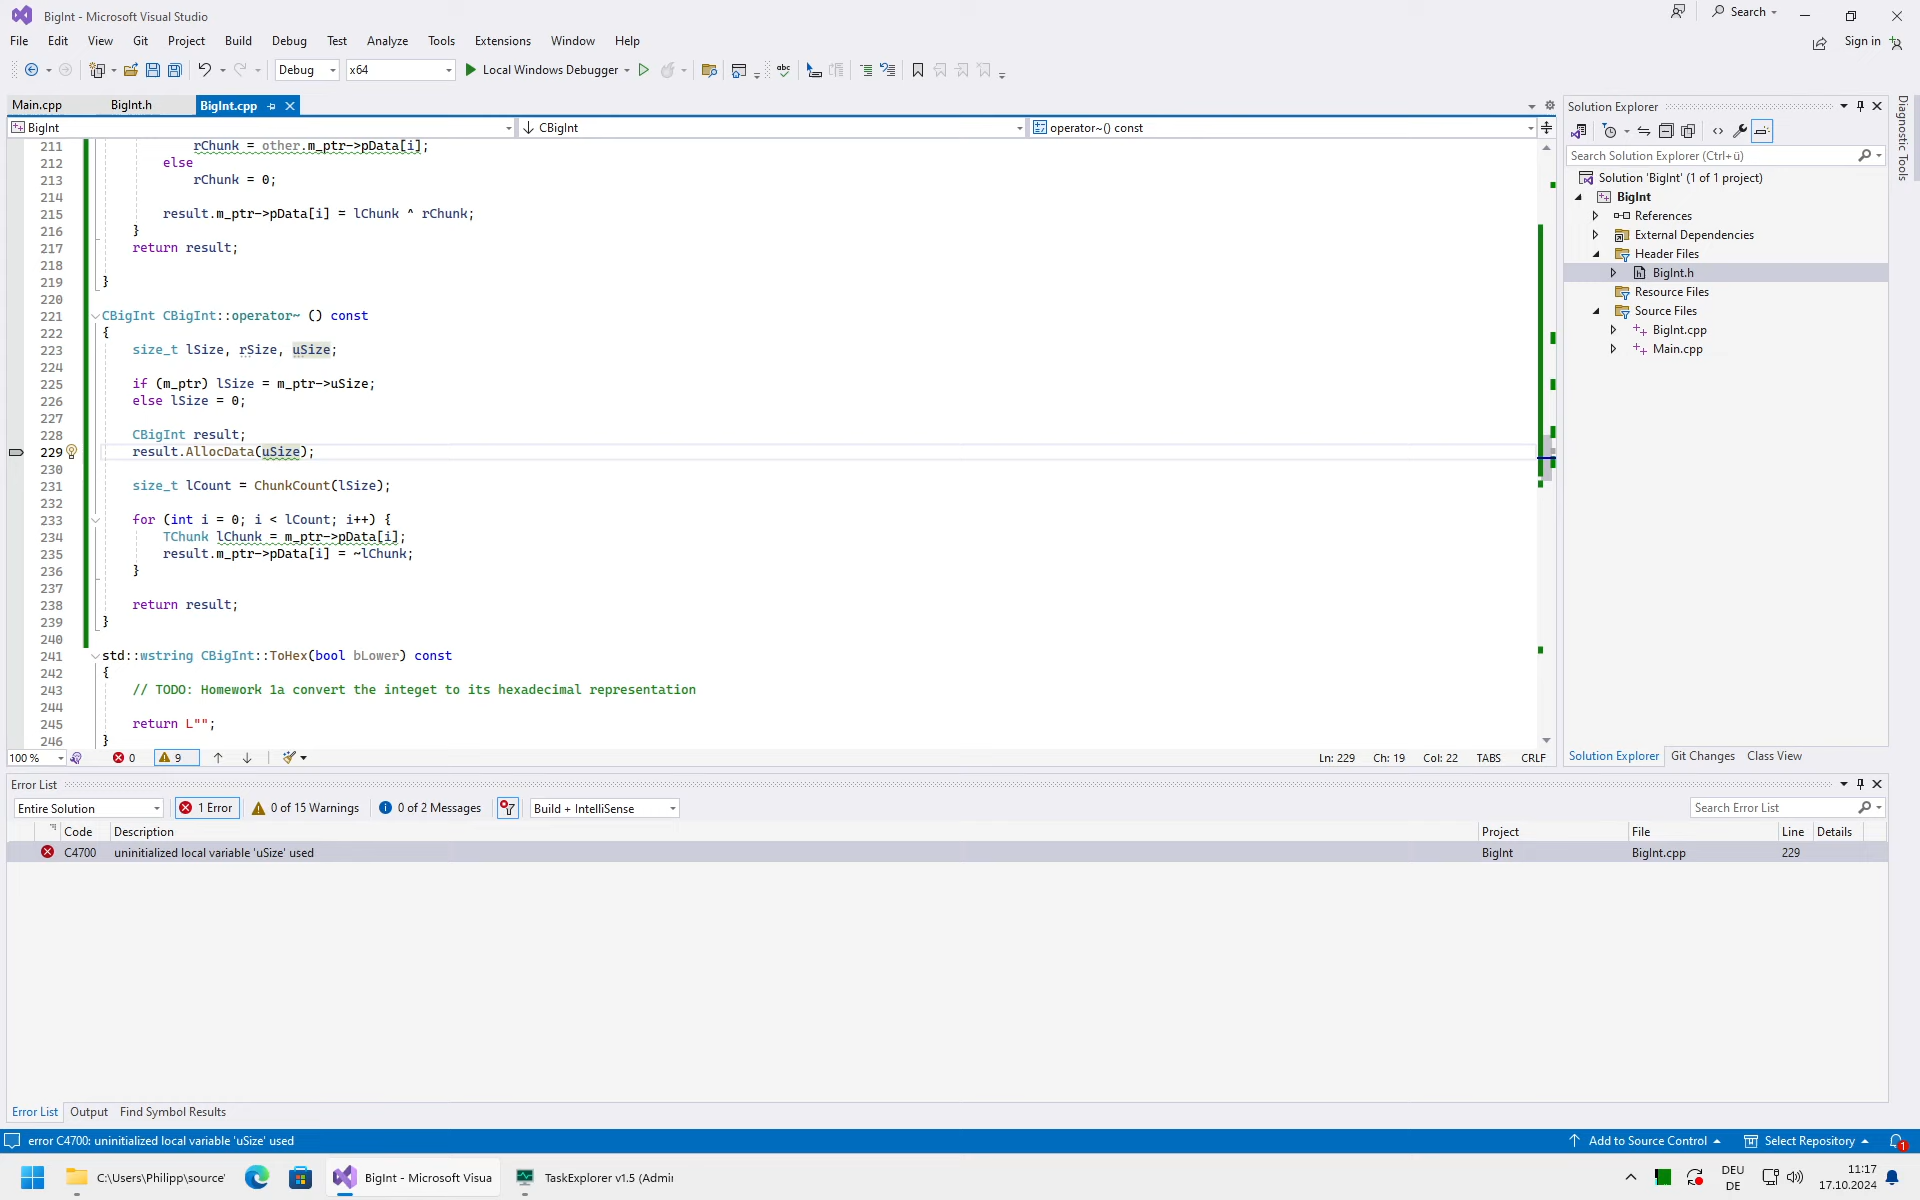 BigInt - Microsoft Visual Studio
Search
File Edit View Git Project Build Debug Test Analyze Tools Extensions Window Help
Sign in
Debug x64 Local Windows Debugger
Main.cpp BigInt.h BigInt.cpp
BigInt CBigInt operator~() const
211 rChunk = other.m_ptr->pData[i];
212 else
213 rChunk = 0;
214
215 result.m_ptr->pData[i] = lChunk ^ rChunk;
216 }
217 return result;
218
219 }
220
221 CBigInt CBigInt::operator~ () const
222 {
223 size_t lSize, rSize, uSize;
224
225 if (m_ptr) lSize = m_ptr->uSize;
226 else lSize = 0;
227
228 CBigInt result;
229 result.AllocData(uSize);
230
231 size_t lCount = ChunkCount(lSize);
232
233 for (int i = 0; i < lCount; i++) {
234 TChunk lChunk = m_ptr->pData[i];
235 result.m_ptr->pData[i] = ~lChunk;
236 }
237
238 return result;
239 }
240
241 std::wstring CBigInt::ToHex(bool bLower) const
242 {
243 // TODO: Homework 1a convert the integet to its hexadecimal representation
244
245 return L"";
246 }
100 % 0 9 Ln: 229 Ch: 19 Col: 22 TABS CRLF
Solution Explorer
Search Solution Explorer (Ctrl+ü)
Solution 'BigInt' (1 of 1 project)
BigInt
References
External Dependencies
Header Files
BigInt.h
Resource Files
Source Files
BigInt.cpp
Main.cpp
Solution Explorer Git Changes Class View
Diagnostic Tools
Error List
Entire Solution 1 Error 0 of 15 Warnings 0 of 2 Messages Build + IntelliSense Search Error List
Code Description Project File Line Details
C4700 uninitialized local variable 'uSize' used BigInt BigInt.cpp 229
Error List Output Find Symbol Results
error C4700: uninitialized local variable 'uSize' used Add to Source Control Select Repository 1
C:\Users\Philipp\source' BigInt - Microsoft Visua TaskExplorer v1.5 (Admi
DEU
DE
11:17
17.10.2024